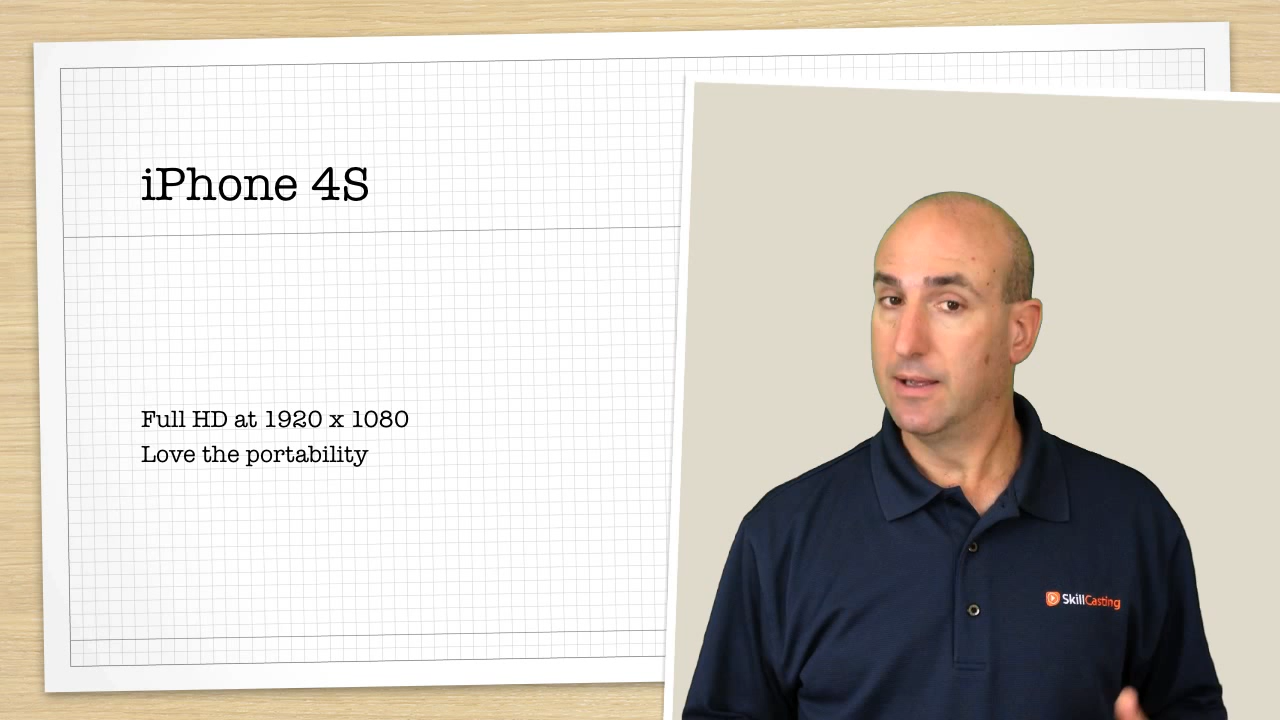 iPhone 4S
Full HD at 1920 x 1080
Love the portability
SkillCasting